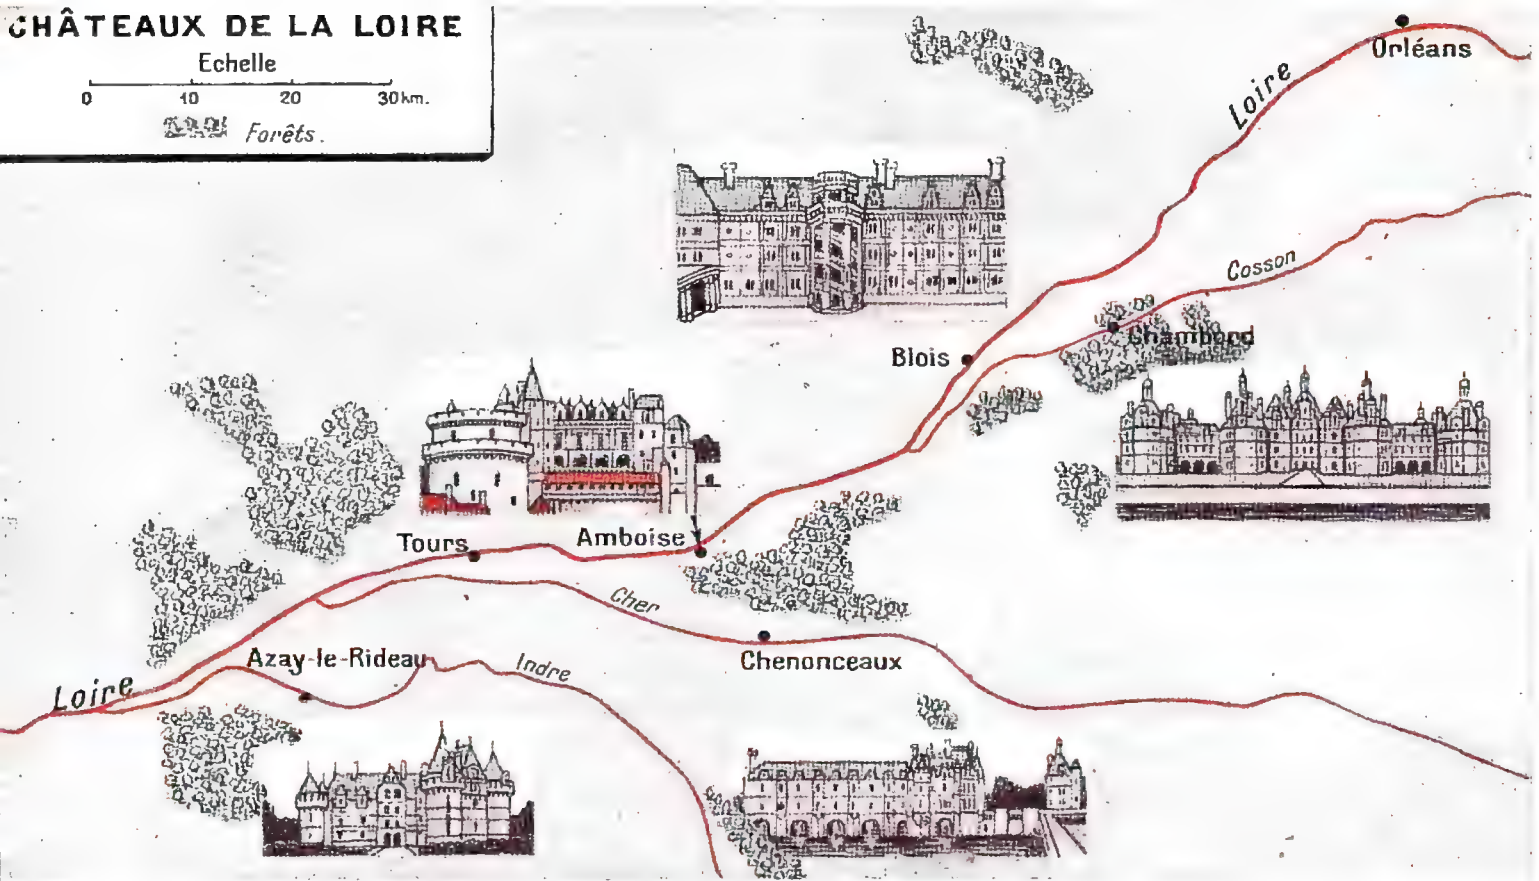 CHÂTEAUX DE LA LOIRE
Echelle
0 10 20 30km.
Forêts.
Orléans
Loire
Cosson
Chambord
Blois
Amboise
Tours
Cher
Chenonceaux
Azay-le-Rideau
Indre
Loire